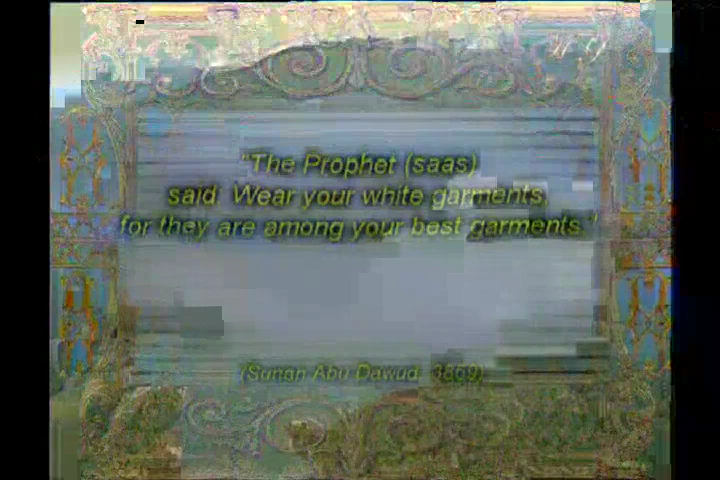 "The Prophet (saas)
said: Wear your white garments,
for they are among your best garments."
(Sunan Abu Dawud, 3869)